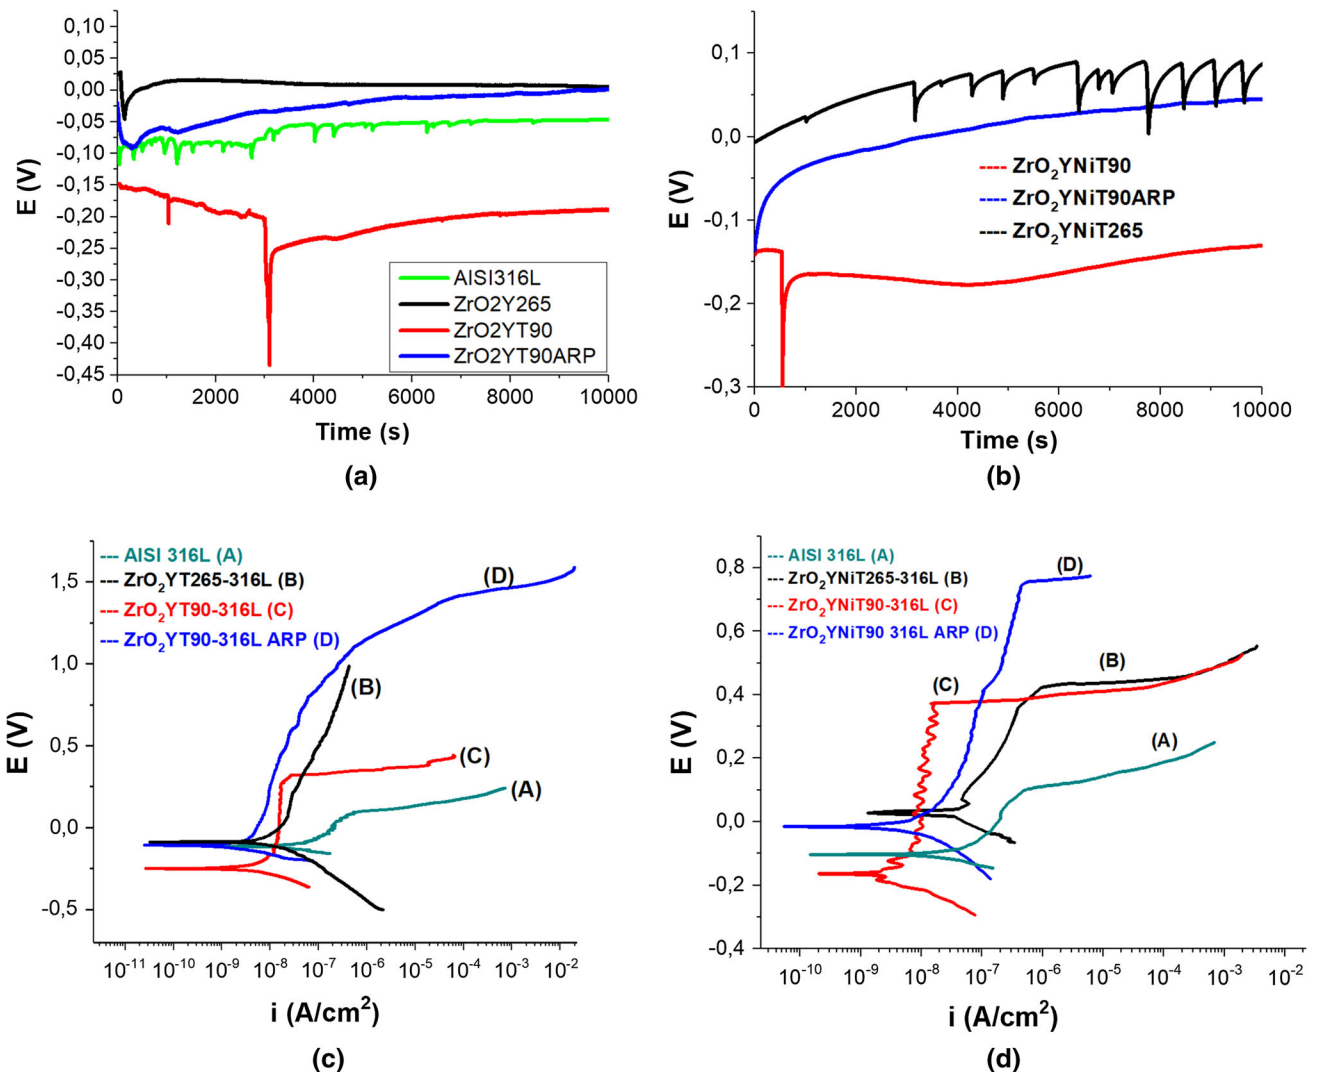 0,10
0,05
0,00
-0,05
-0,10
-0,15
-0,20
-0,25
-0,30
-0,35
-0,40
-0,45
E (V)
AISI316L
ZrO2Y265
ZrO2YT90
ZrO2YT90ARP
0 2000 4000 6000 8000 10000
Time (s)
(a)
0,1
0,0
-0,1
-0,2
-0,3
E (V)
ZrO₂YNiT90
ZrO₂YNiT90ARP
ZrO₂YNiT265
0 2000 4000 6000 8000 10000
Time (s)
(b)
AISI 316L (A)
ZrO₂YT265-316L (B)
ZrO₂YT90-316L (C)
ZrO₂YT90-316L ARP (D)
1,5
1,0
0,5
0,0
-0,5
E (V)
(D)
(B)
(C)
(A)
10⁻¹¹ 10⁻¹⁰ 10⁻⁹ 10⁻⁸ 10⁻⁷ 10⁻⁶ 10⁻⁵ 10⁻⁴ 10⁻³ 10⁻²
i (A/cm²)
(c)
AISI 316L (A)
ZrO₂YNiT265-316L (B)
ZrO₂YNiT90-316L (C)
ZrO₂YNiT90 316L ARP (D)
0,8
0,6
0,4
0,2
0,0
-0,2
-0,4
E (V)
(D)
(B)
(C)
(A)
10⁻¹⁰ 10⁻⁹ 10⁻⁸ 10⁻⁷ 10⁻⁶ 10⁻⁵ 10⁻⁴ 10⁻³ 10⁻²
i (A/cm²)
(d)